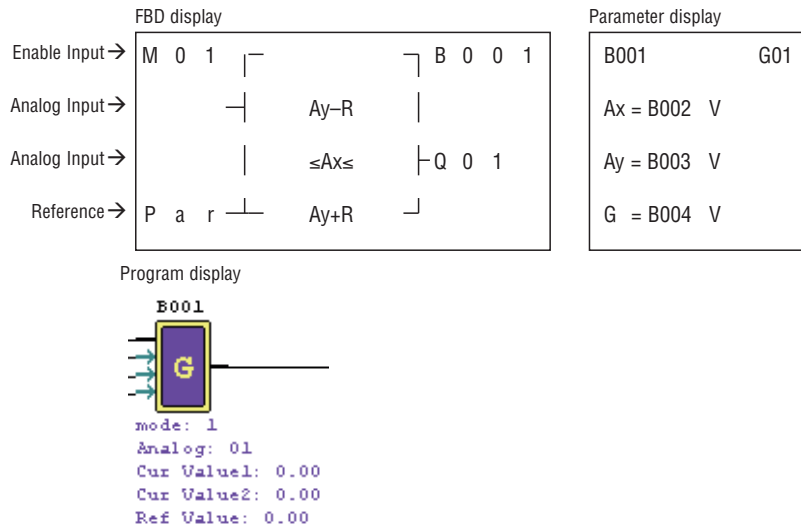 FBD display
Enable Input→ M 0 1 B 0 0 1
Analog Input→ Ay–R
Analog Input→ ≤Ax≤ Q 0 1
Reference→ P a r Ay+R
Parameter display
B001 G01
Ax = B002 V
Ay = B003 V
G = B004 V
Program display
B001
G
mode: 1
Analog: 01
Cur Value1: 0.00
Cur Value2: 0.00
Ref Value: 0.00